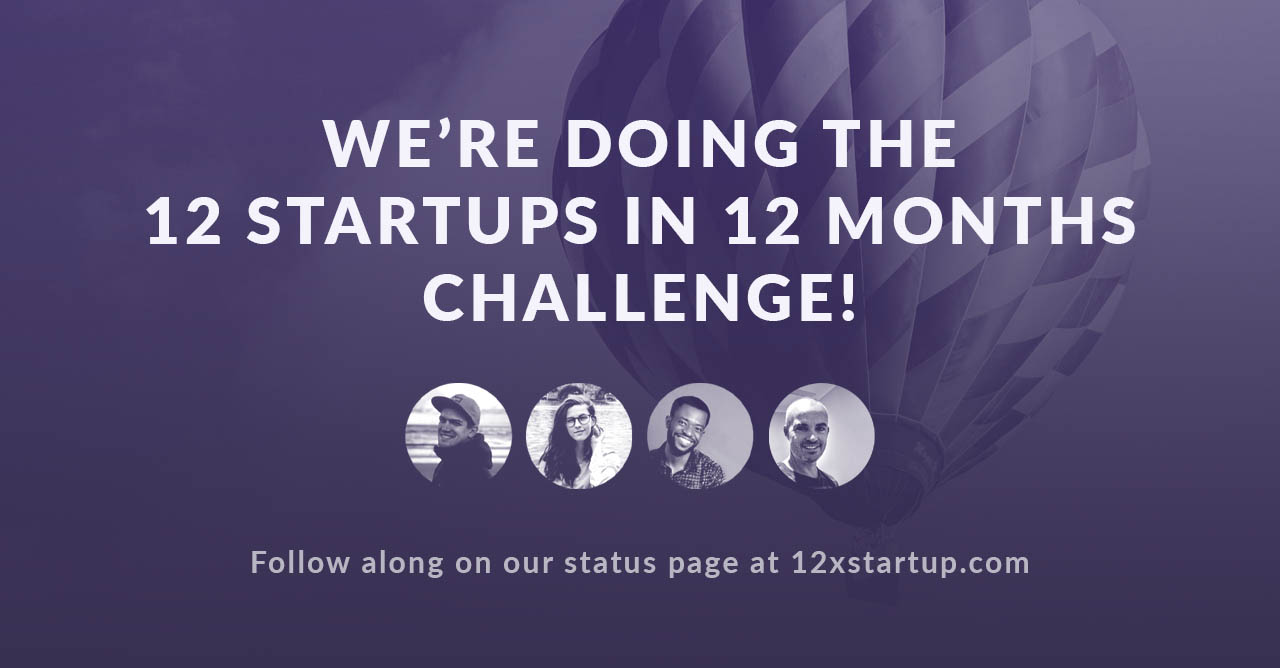 WE’RE DOING THE
12 STARTUPS IN 12 MONTHS
CHALLENGE!
Follow along on our status page at 12xstartup.com